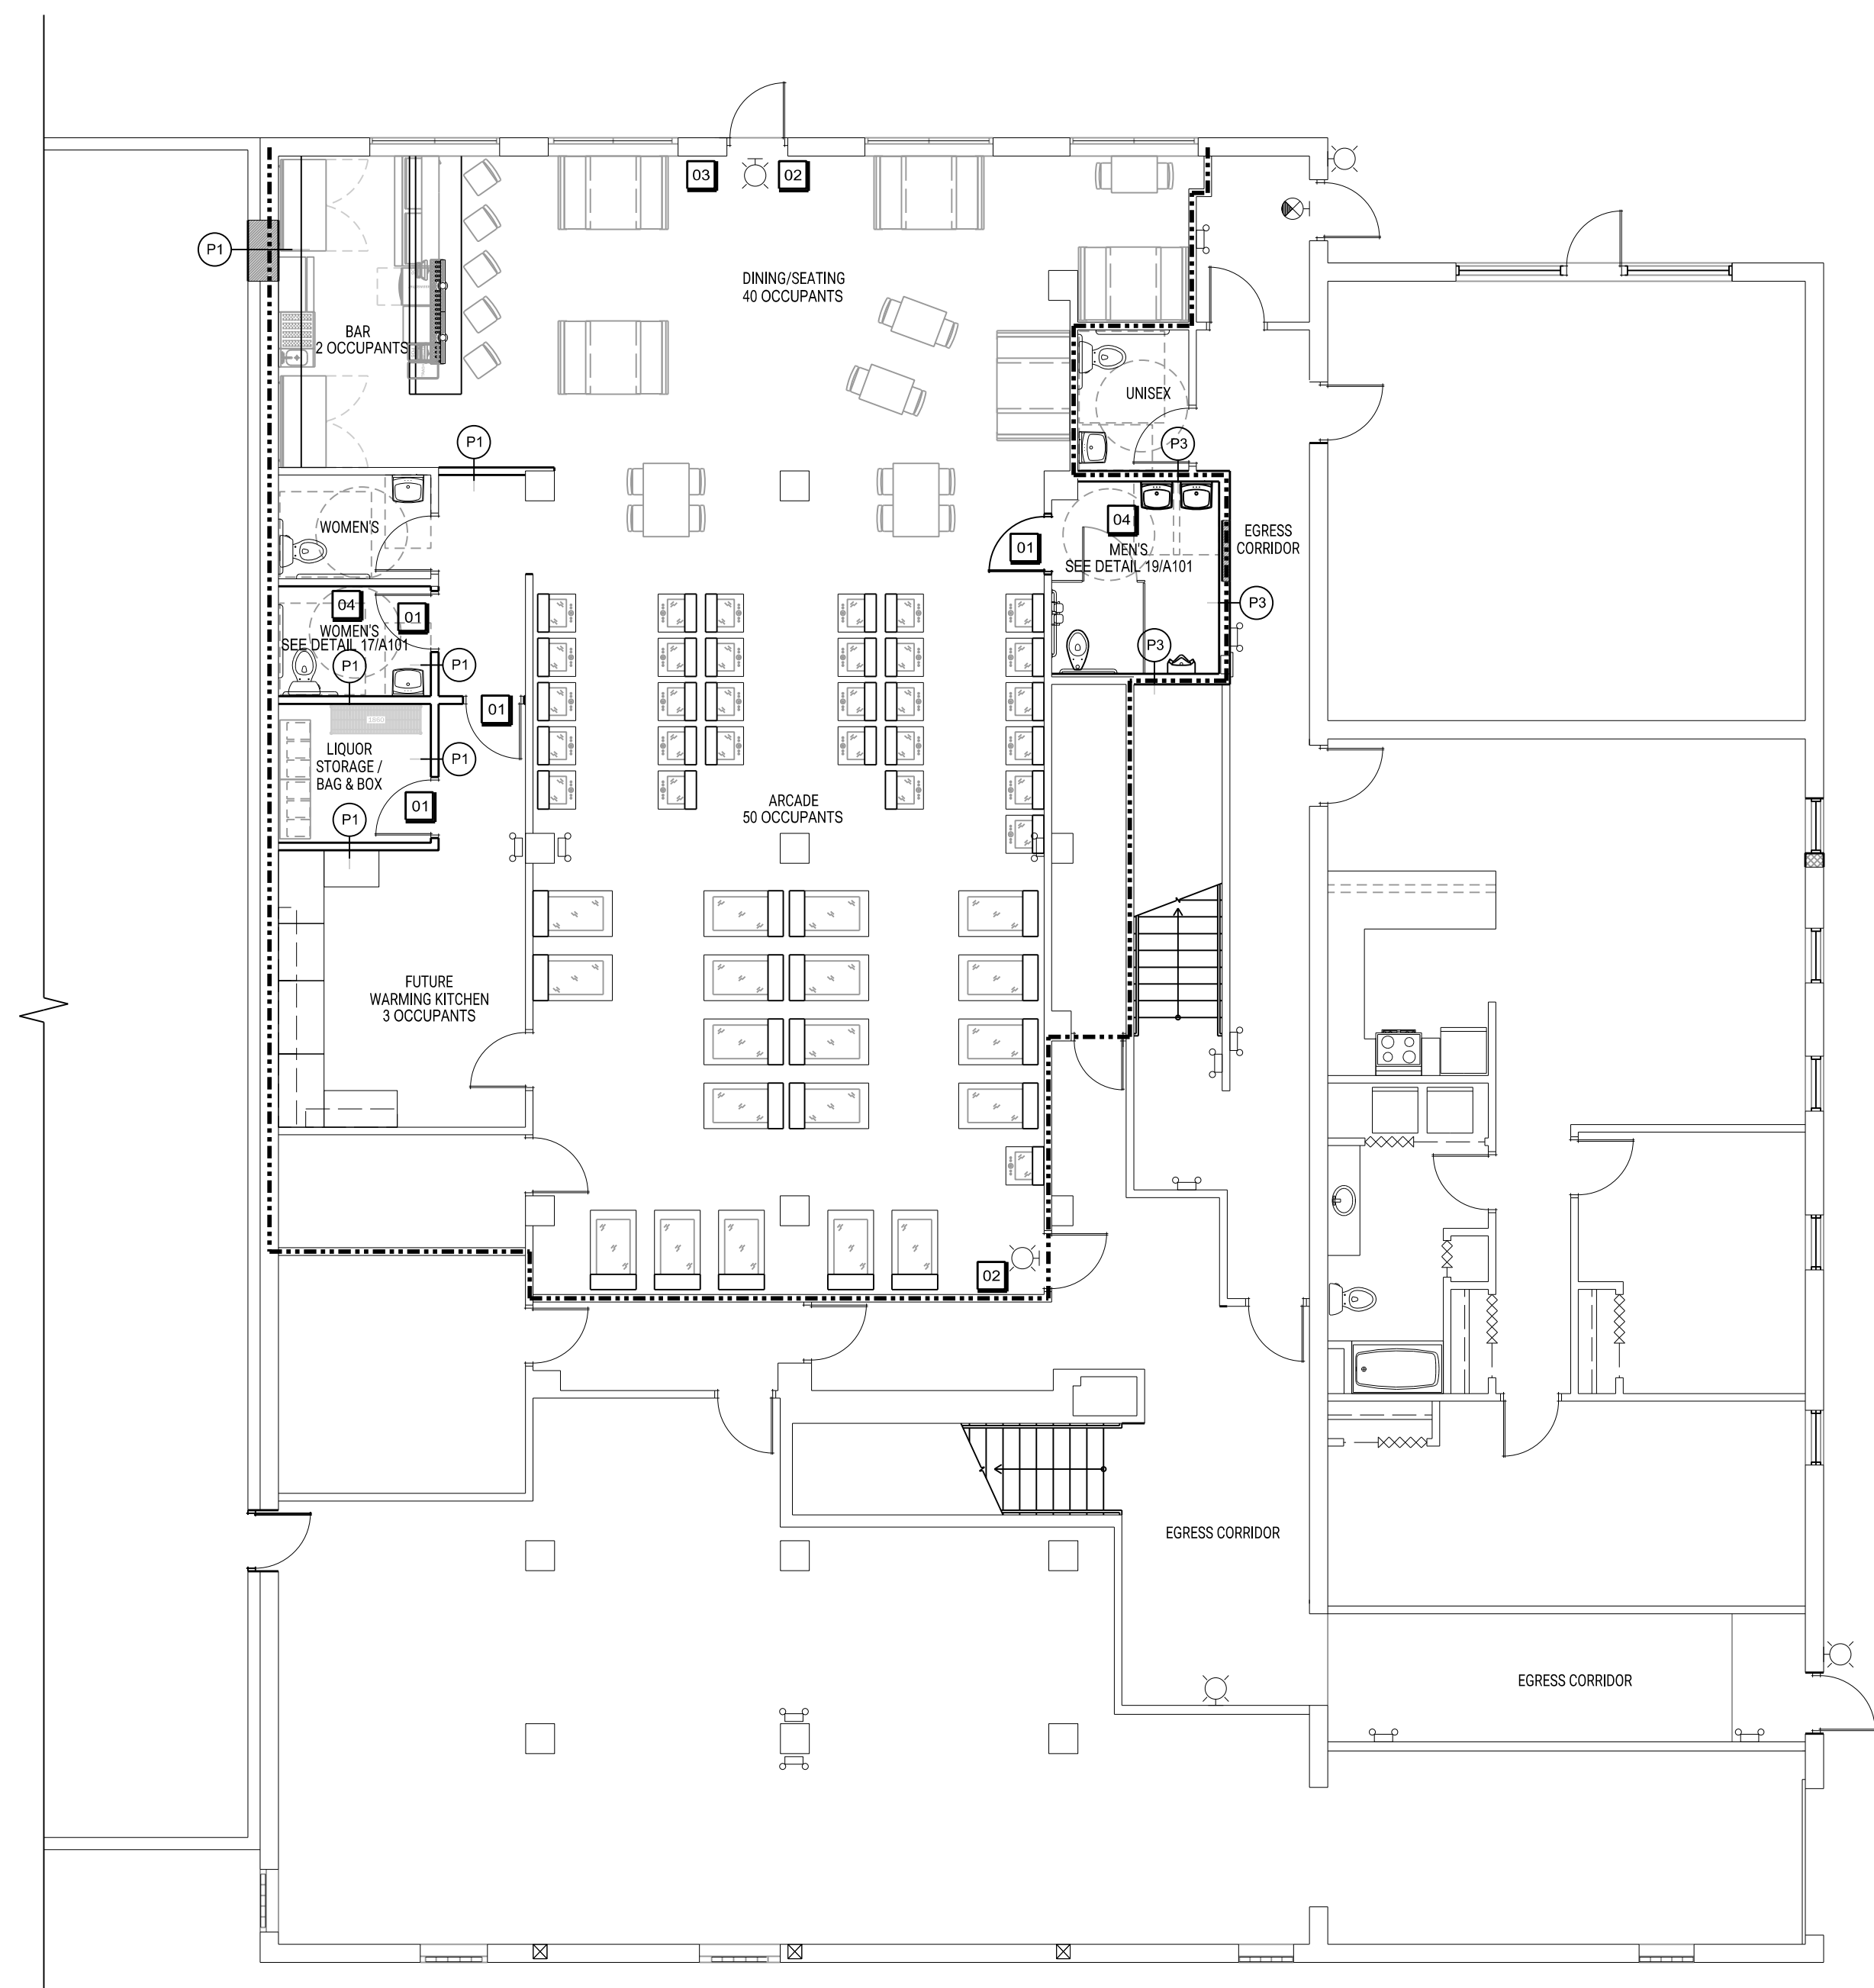 03
02
P1
DINING/SEATING
40 OCCUPANTS
BAR
2 OCCUPANTS
UNISEX
P1
P3
WOMEN'S
04
01
MEN'S
SEE DETAIL 19/A101
EGRESS
CORRIDOR
04
01
WOMEN'S
SEE DETAIL 17/A101
P3
P1
P1
P3
01
LIQUOR
STORAGE /
BAG & BOX
P1
01
P1
ARCADE
50 OCCUPANTS
FUTURE
WARMING KITCHEN
3 OCCUPANTS
02
EGRESS CORRIDOR
EGRESS CORRIDOR